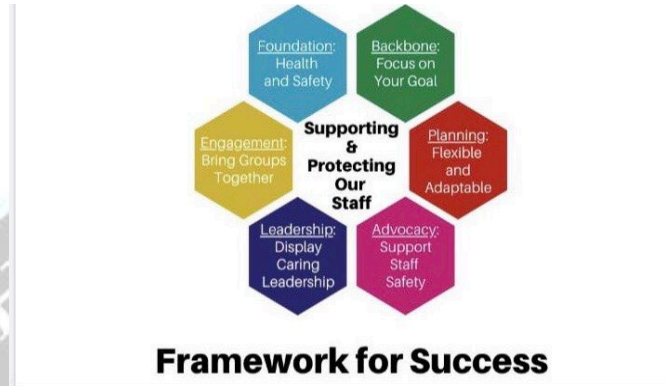 Foundation:
Health
and Safety
Backbone:
Focus on
Your Goal
Engagement:
Bring Groups
Together
Supporting
&
Protecting
Our
Staff
Planning:
Flexible
and
Adaptable
Leadership:
Display
Caring
Leadership
Advocacy:
Support
Staff
Safety
Framework for Success